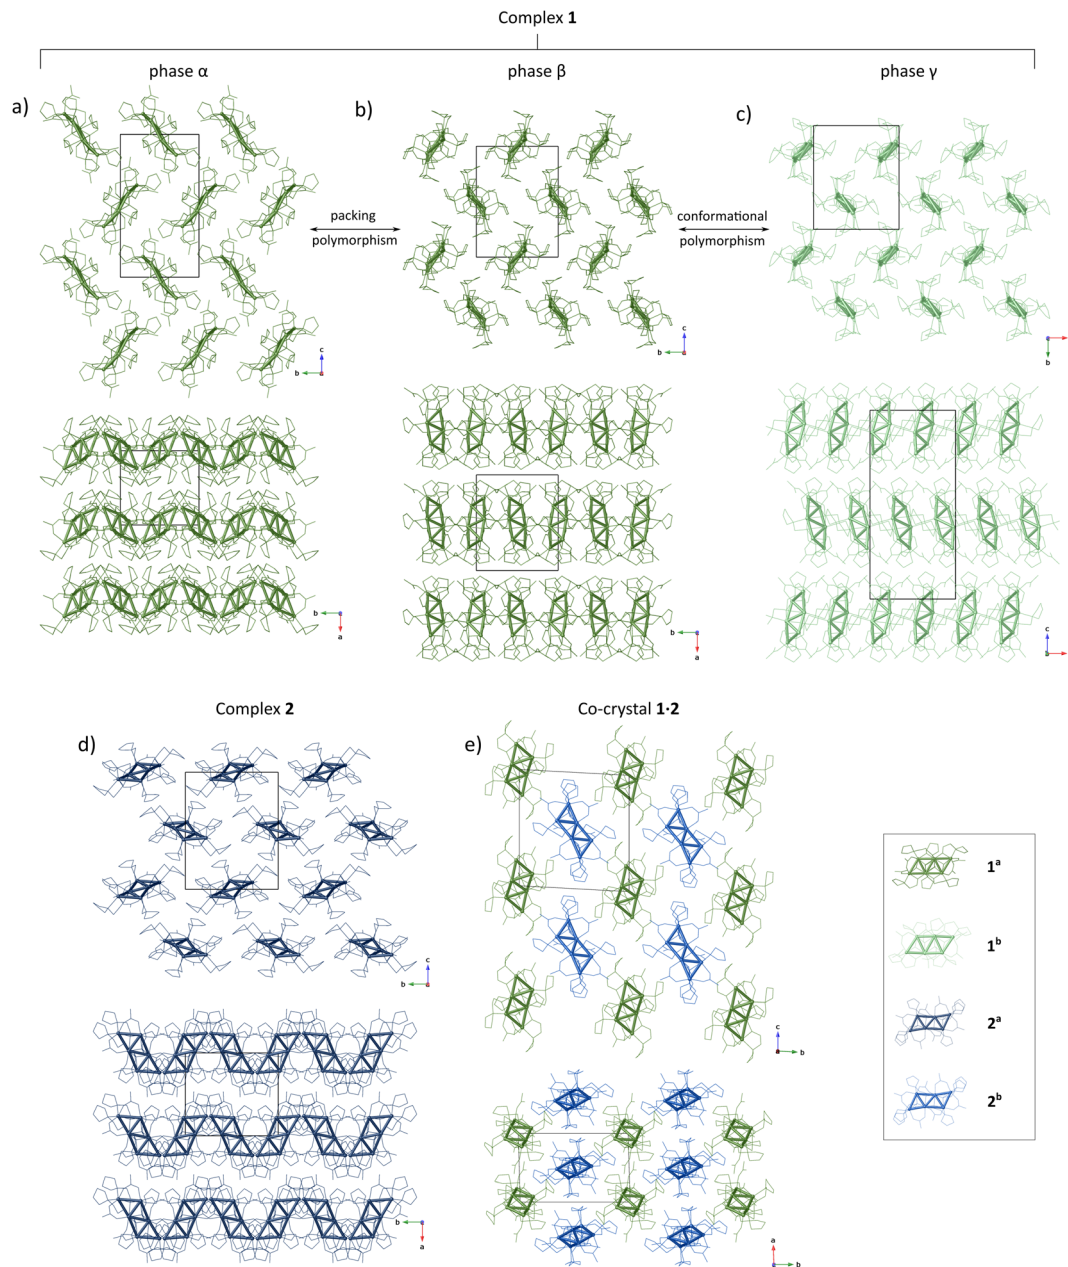 Complex 1
phase α
phase β
phase γ
a)
b)
c)
packing
polymorphism
conformational
polymorphism
c
b
c
b
b
b
a
b
a
c
b
Complex 2
Co-crystal 1·2
d)
e)
1ᵃ
1ᵇ
2ᵃ
2ᵇ
c
b
c
b
b
a
a
b